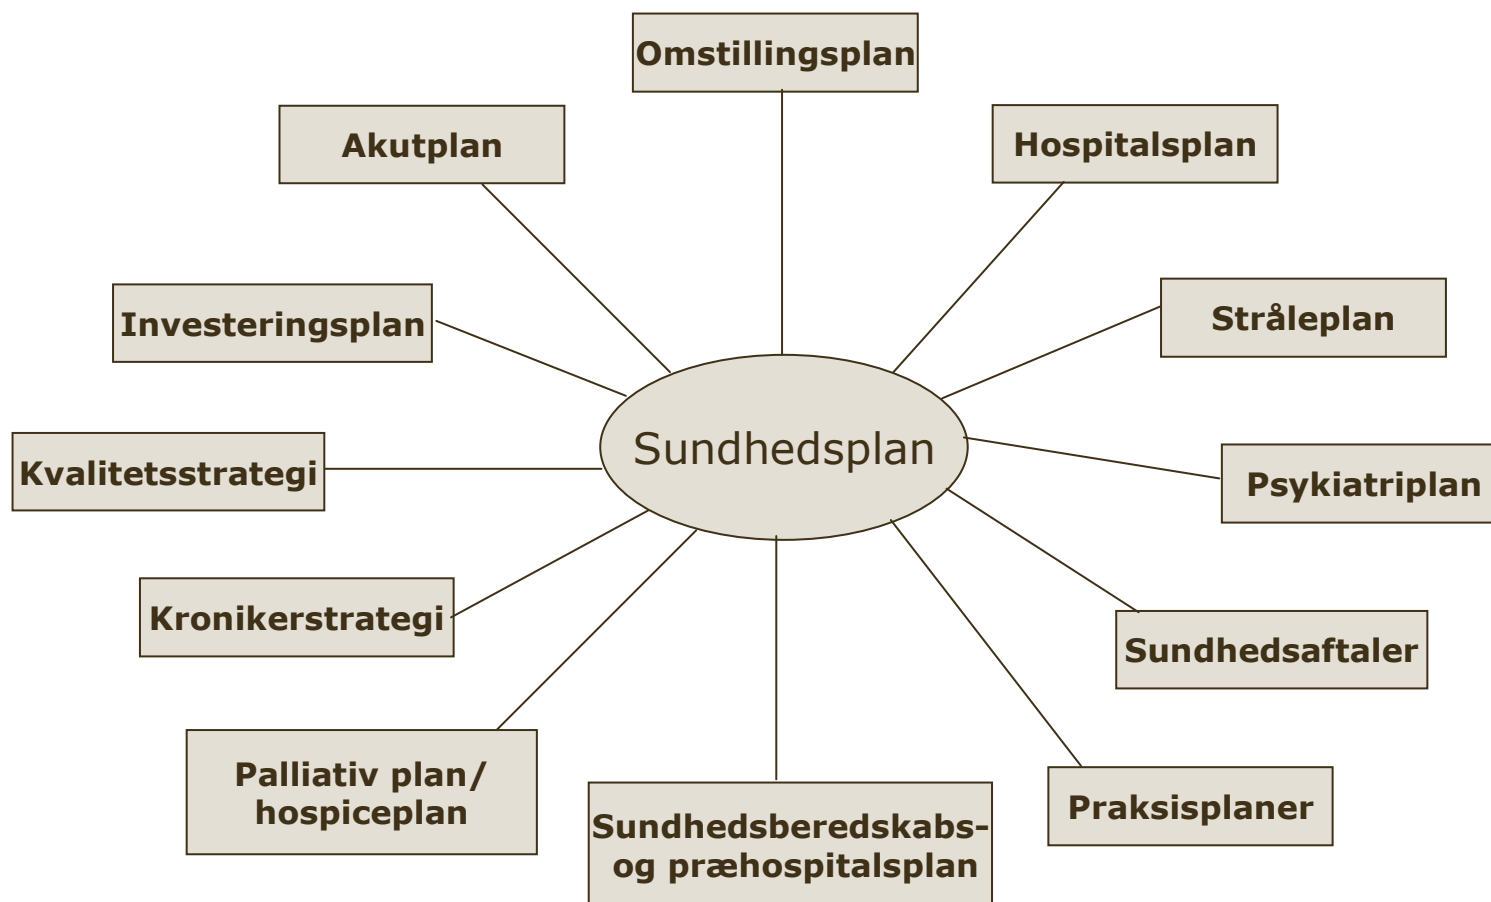 Omstillingsplan
Akutplan
Hospitalsplan
Investeringsplan
Stråleplan
Sundhedsplan
Kvalitetsstrategi
Psykiatriplan
Kronikerstrategi
Sundhedsaftaler
Palliativ plan/
hospiceplan
Praksisplaner
Sundhedsberedskabs-
og præhospitalsplan